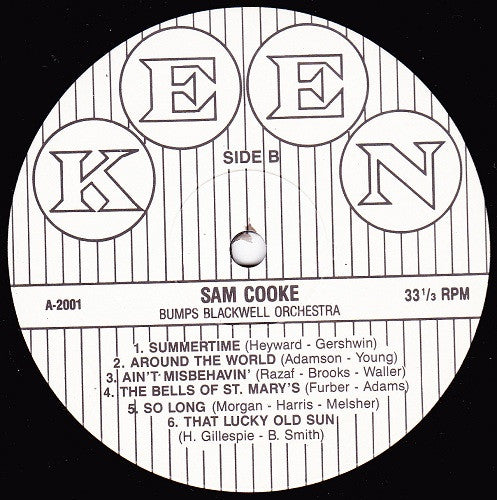 KEEN
SIDE B
SAM COOKE
A-2001
BUMPS BLACKWELL ORCHESTRA
33 1/3 RPM
1. SUMMERTIME (Heyward - Gershwin)
2. AROUND THE WORLD (Adamson - Young)
3. AIN'T MISBEHAVIN' (Razaf - Brooks - Waller)
4. THE BELLS OF ST. MARY'S (Furber - Adams)
5. SO LONG (Morgan - Harris - Melsher)
6. THAT LUCKY OLD SUN
(H. Gillespie - B. Smith)